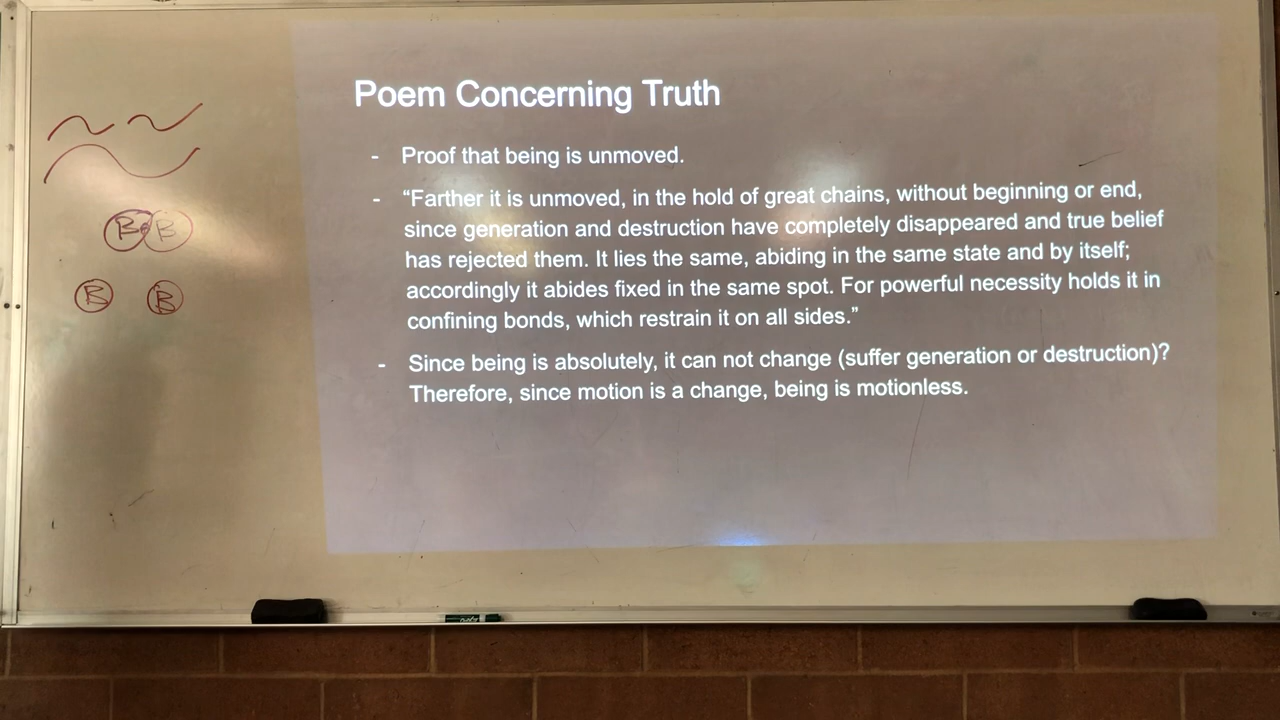 Poem Concerning Truth
- Proof that being is unmoved.
- “Farther it is unmoved, in the hold of great chains, without beginning or end,
since generation and destruction have completely disappeared and true belief
has rejected them. It lies the same, abiding in the same state and by itself;
accordingly it abides fixed in the same spot. For powerful necessity holds it in
confining bonds, which restrain it on all sides.”
- Since being is absolutely, it can not change (suffer generation or destruction)?
Therefore, since motion is a change, being is motionless.
B B
B B